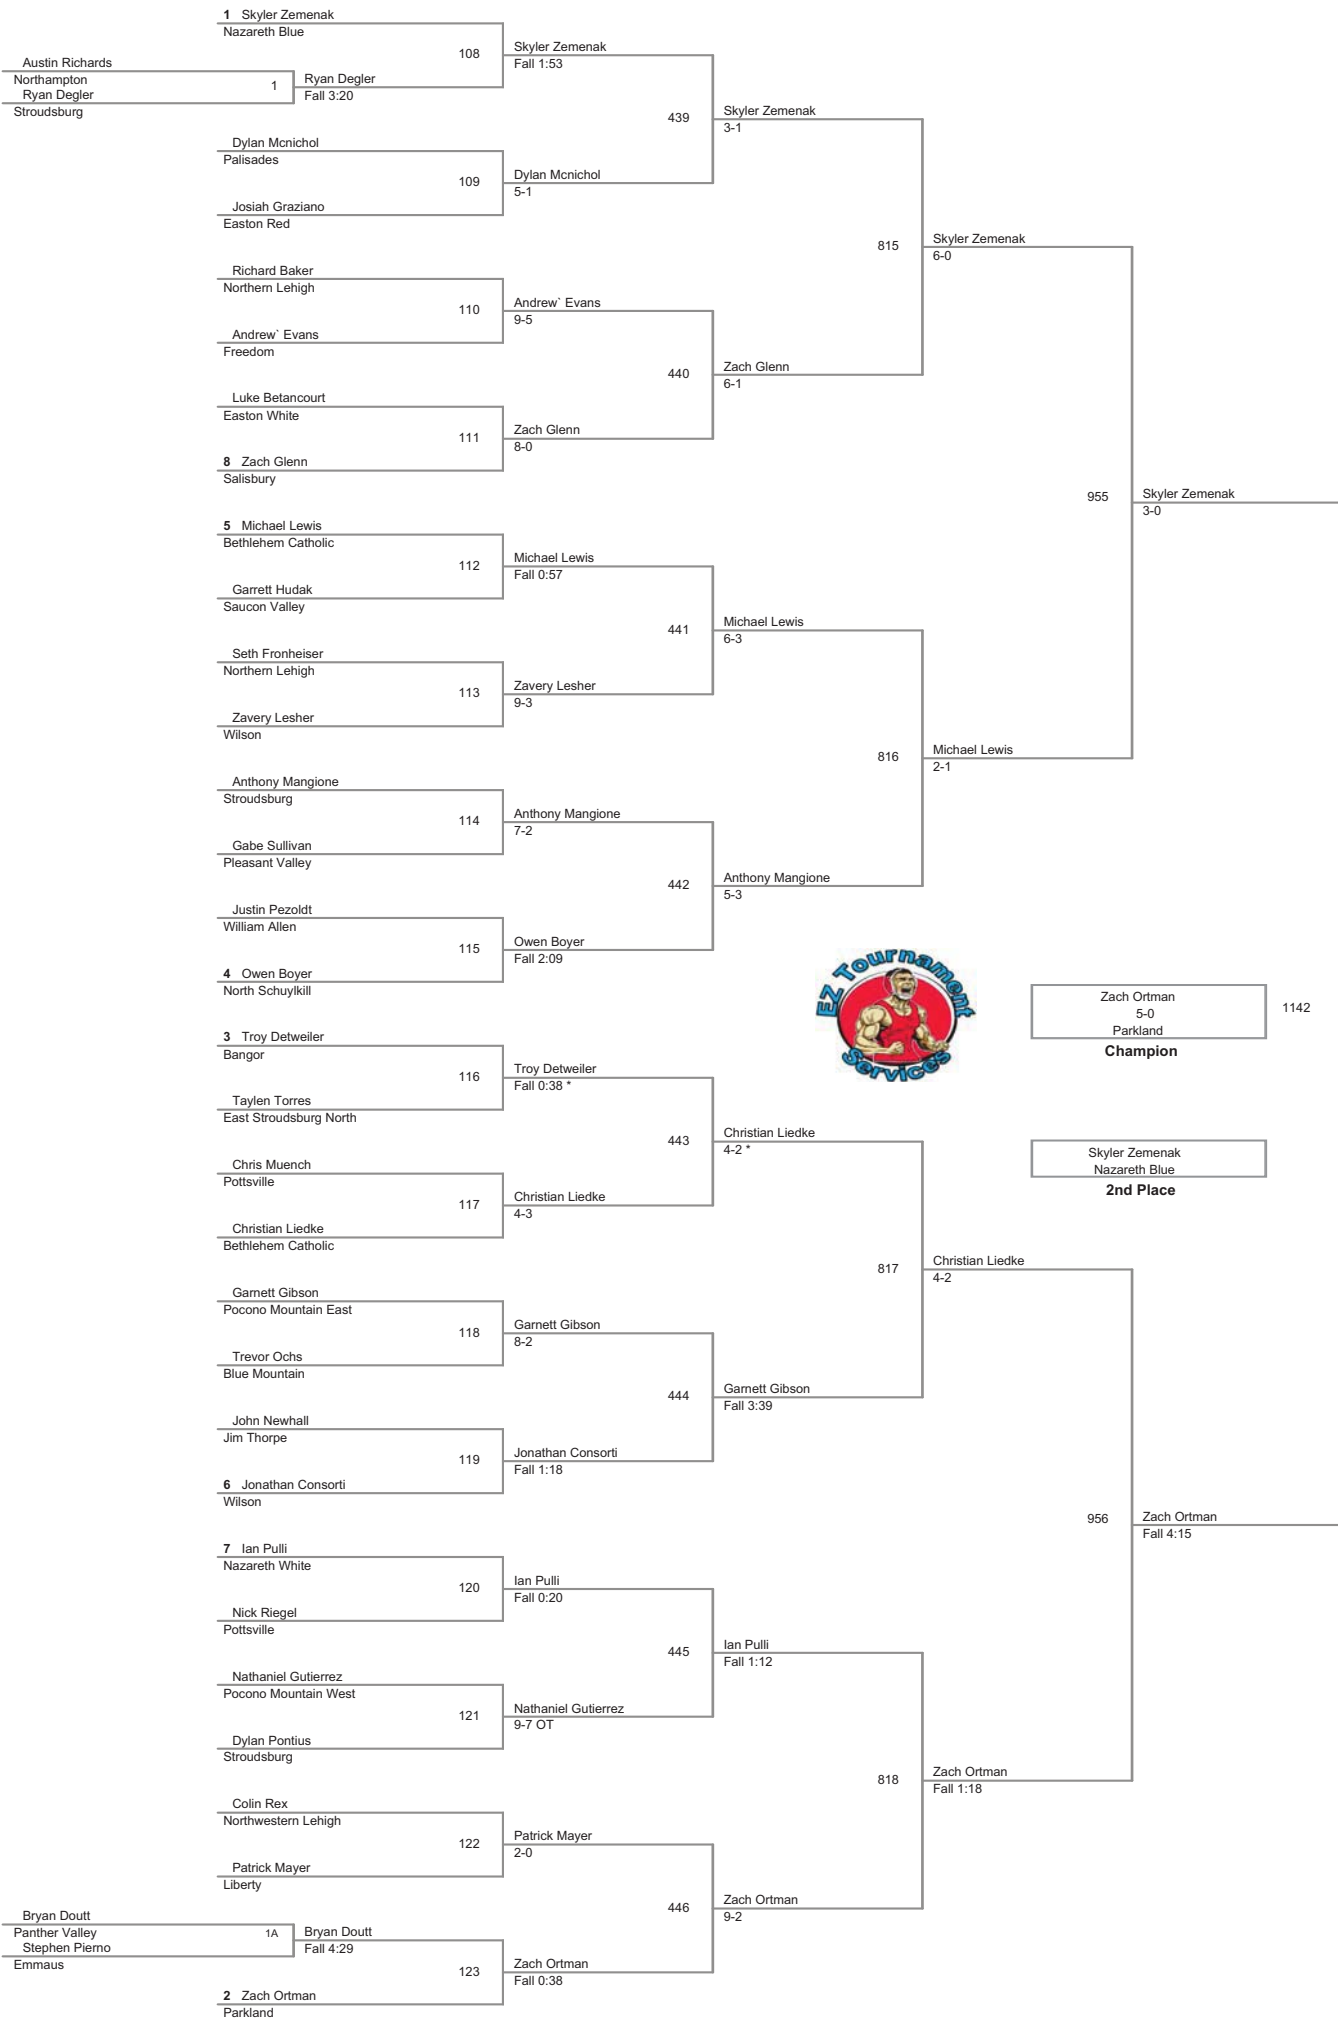 1 Skyler Zemenak
Nazareth Blue
108
Skyler Zemenak
Fall 1:53
Austin Richards
Northampton
1
Ryan Degler
Fall 3:20
Ryan Degler
Stroudsburg
439
Skyler Zemenak
3-1
Dylan Mcnichol
Palisades
109
Dylan Mcnichol
5-1
Josiah Graziano
Easton Red
815
Skyler Zemenak
6-0
Richard Baker
Northern Lehigh
110
Andrew` Evans
9-5
Andrew` Evans
Freedom
440
Zach Glenn
6-1
Luke Betancourt
Easton White
111
Zach Glenn
8-0
8 Zach Glenn
Salisbury
955
Skyler Zemenak
3-0
5 Michael Lewis
Bethlehem Catholic
112
Michael Lewis
Fall 0:57
Garrett Hudak
Saucon Valley
441
Michael Lewis
6-3
Seth Fronheiser
Northern Lehigh
113
Zavery Lesher
9-3
Zavery Lesher
Wilson
816
Michael Lewis
2-1
Anthony Mangione
Stroudsburg
114
Anthony Mangione
7-2
Gabe Sullivan
Pleasant Valley
442
Anthony Mangione
5-3
Justin Pezoldt
William Allen
115
Owen Boyer
Fall 2:09
4 Owen Boyer
North Schuylkill
EZ Tournament
Services
Zach Ortman
5-0
Parkland
1142
Champion
3 Troy Detweiler
Bangor
116
Troy Detweiler
Fall 0:38 *
Taylen Torres
East Stroudsburg North
443
Christian Liedke
4-2 *
Skyler Zemenak
Nazareth Blue
2nd Place
Chris Muench
Pottsville
117
Christian Liedke
4-3
Christian Liedke
Bethlehem Catholic
817
Christian Liedke
4-2
Garnett Gibson
Pocono Mountain East
118
Garnett Gibson
8-2
Trevor Ochs
Blue Mountain
444
Garnett Gibson
Fall 3:39
John Newhall
Jim Thorpe
119
Jonathan Consorti
Fall 1:18
6 Jonathan Consorti
Wilson
956
Zach Ortman
Fall 4:15
7 Ian Pulli
Nazareth White
120
Ian Pulli
Fall 0:20
Nick Riegel
Pottsville
445
Ian Pulli
Fall 1:12
Nathaniel Gutierrez
Pocono Mountain West
121
Nathaniel Gutierrez
9-7 OT
Dylan Pontius
Stroudsburg
818
Zach Ortman
Fall 1:18
Colin Rex
Northwestern Lehigh
122
Patrick Mayer
2-0
Patrick Mayer
Liberty
446
Zach Ortman
9-2
Bryan Doutt
Panther Valley
1A
Bryan Doutt
Fall 4:29
Stephen Pierno
Emmaus
123
Zach Ortman
Fall 0:38
2 Zach Ortman
Parkland